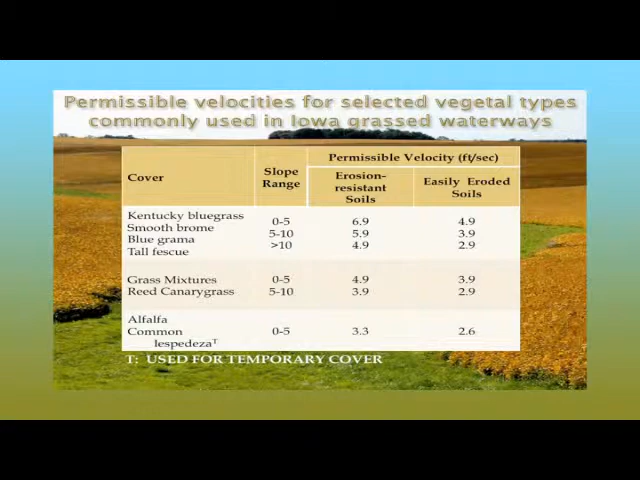 Permissible velocities for selected vegetal types
commonly used in Iowa grassed waterways
Cover
Slope Range
Permissible Velocity (ft/sec)
Erosion-resistant Soils
Easily Eroded Soils
Kentucky bluegrass
Smooth brome
Blue grama
Tall fescue
0-5 6.9 4.9
5-10 5.9 3.9
>10 4.9 2.9
Grass Mixtures 0-5 4.9 3.9
Reed Canarygrass 5-10 3.9 2.9
Alfalfa
Common 0-5 3.3 2.6
lespedezaᵀ
T: USED FOR TEMPORARY COVER